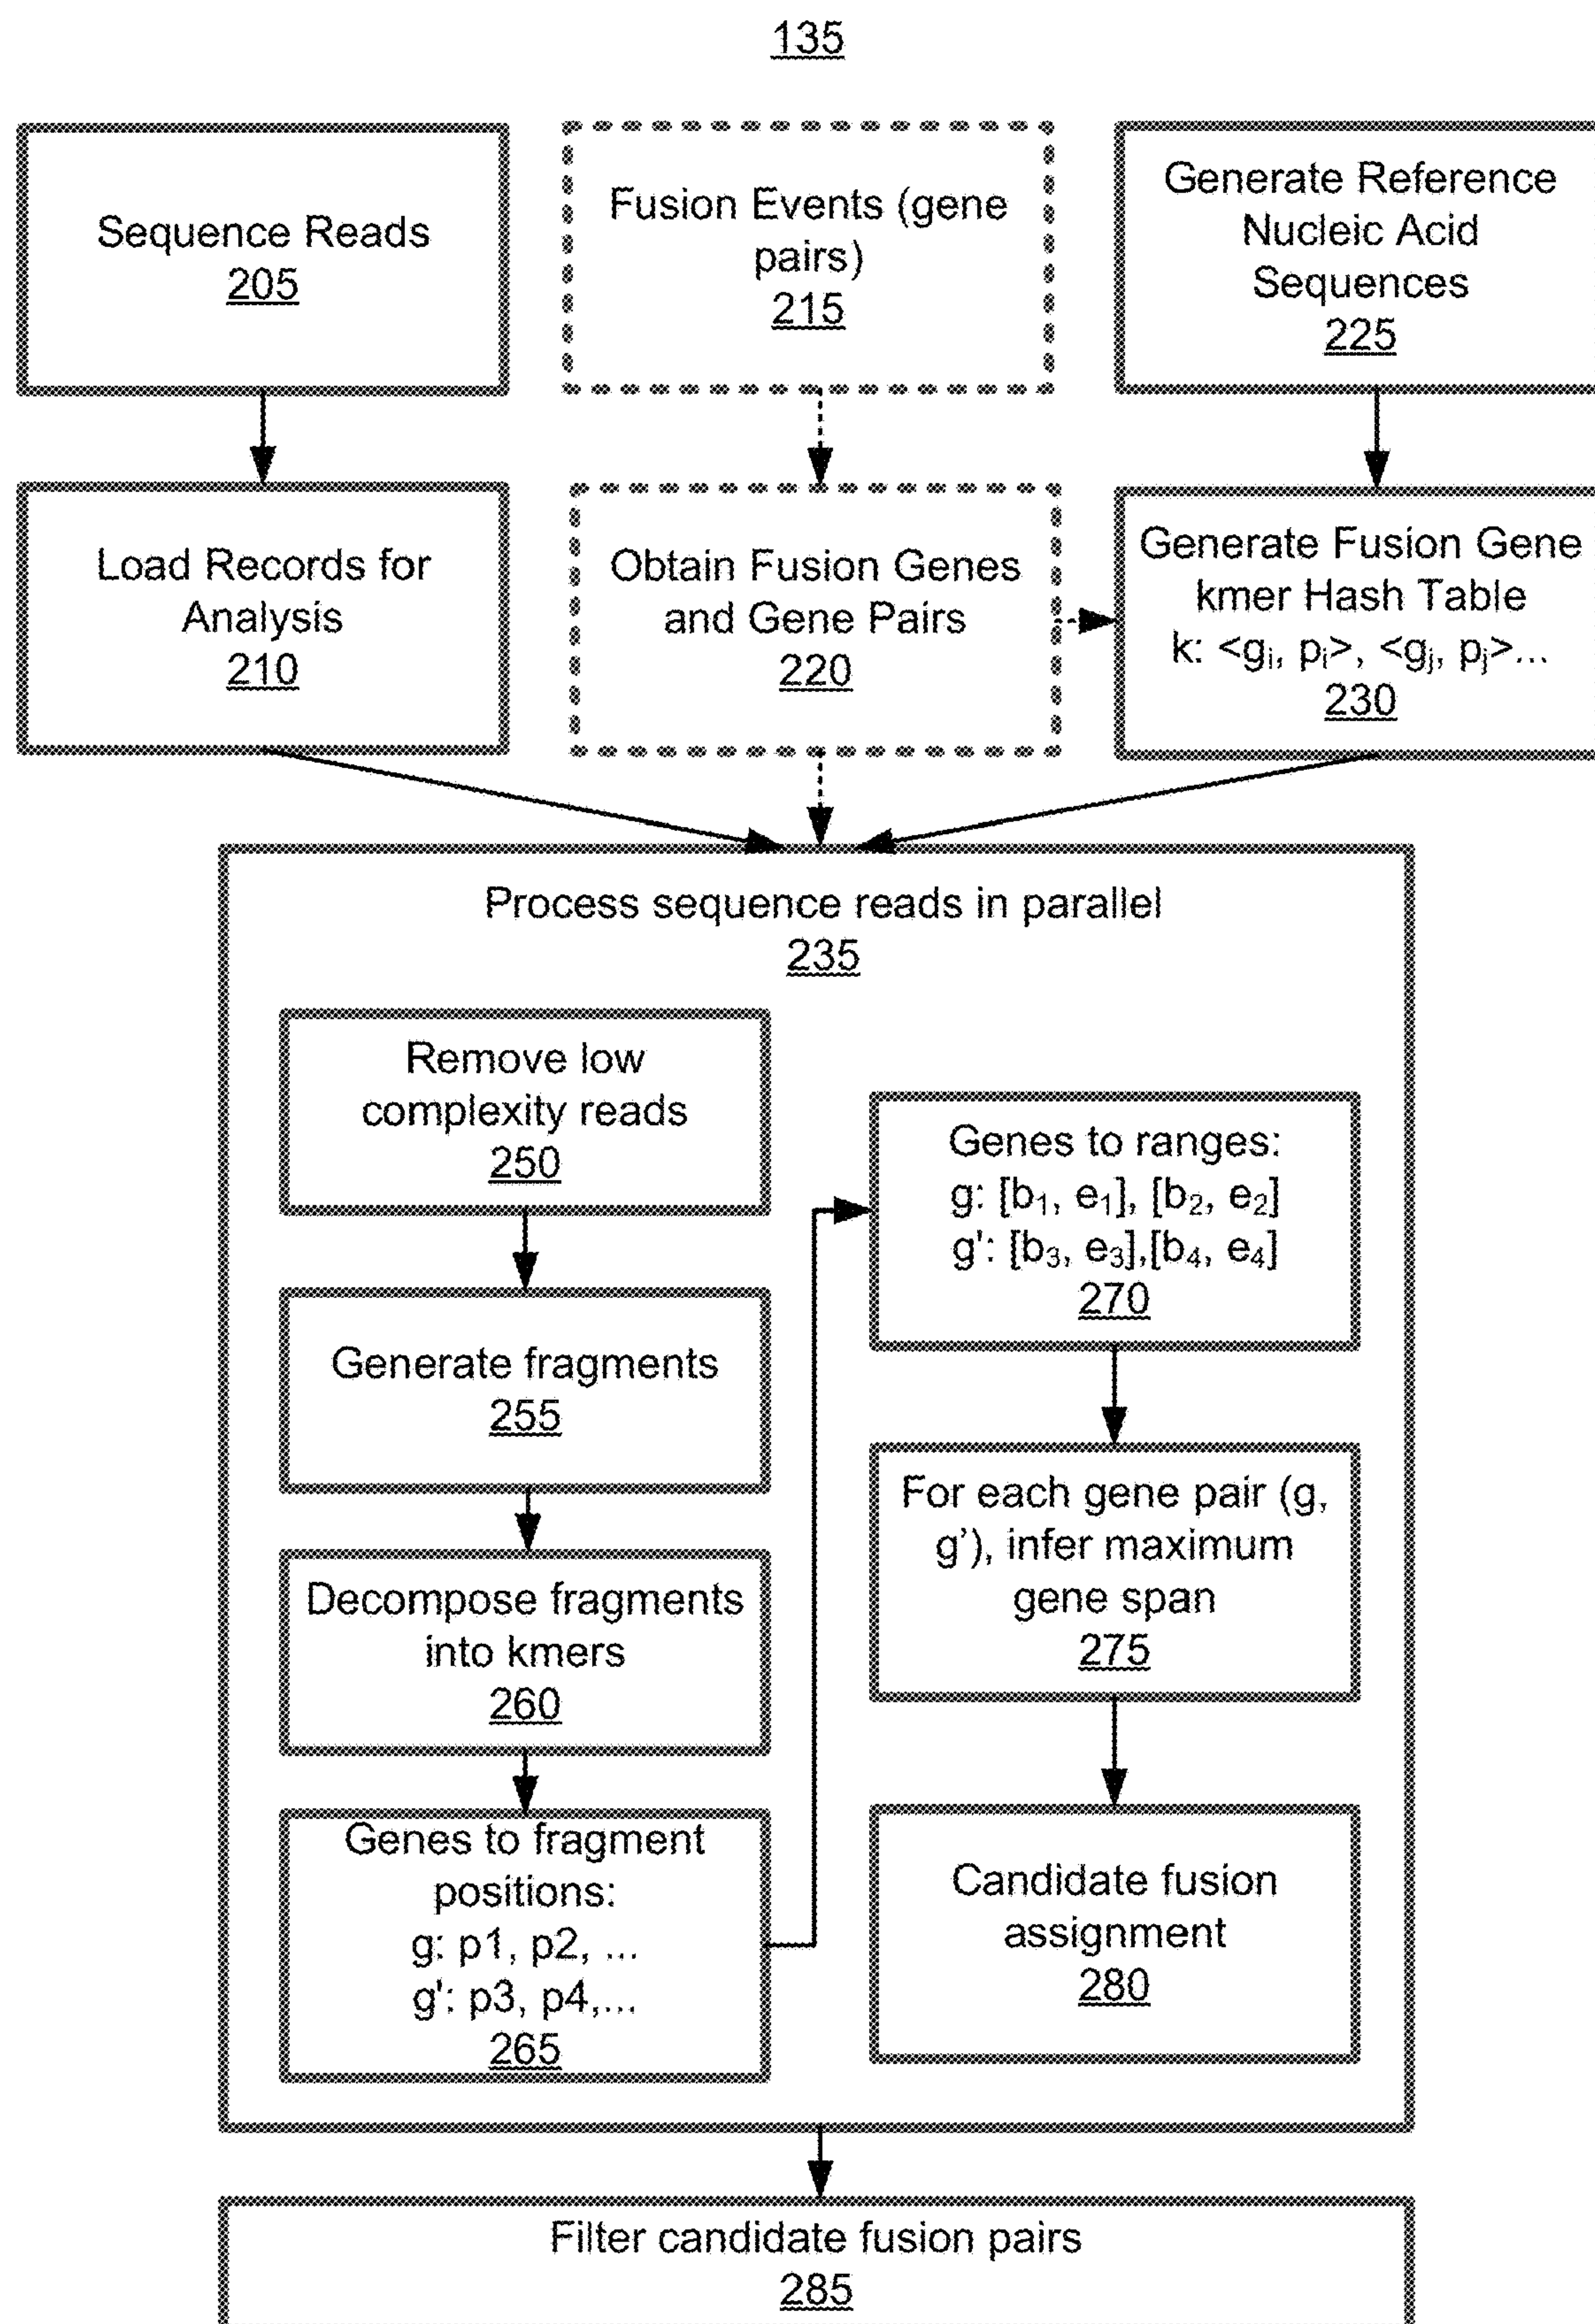 135
Sequence Reads
205
Fusion Events (gene
pairs)
215
Generate Reference
Nucleic Acid
Sequences
225
Load Records for
Analysis
210
Obtain Fusion Genes
and Gene Pairs
220
Generate Fusion Gene
kmer Hash Table
k: <gᵢ, pᵢ>, <gⱼ, pⱼ>...
230
Process sequence reads in parallel
235
Remove low
complexity reads
250
Generate fragments
255
Decompose fragments
into kmers
260
Genes to fragment
positions:
g: p1, p2, ...
g': p3, p4,...
265
Genes to ranges:
g: [b₁, e₁], [b₂, e₂]
g': [b₃, e₃],[b₄, e₄]
270
For each gene pair (g,
g’), infer maximum
gene span
275
Candidate fusion
assignment
280
Filter candidate fusion pairs
285